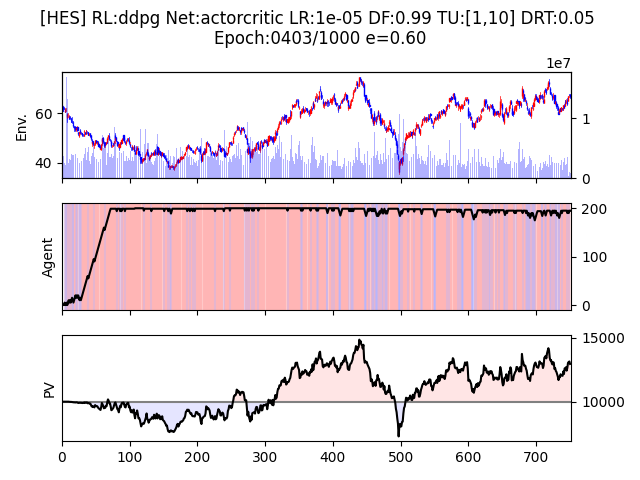 [HES] RL:ddpg Net:actorcritic LR:1e-05 DF:0.99 TU:[1,10] DRT:0.05
Epoch:0403/1000 e=0.60
1e7
Env.
60
40
1
0
Agent
200
100
0
PV
15000
10000
0 100 200 300 400 500 600 700